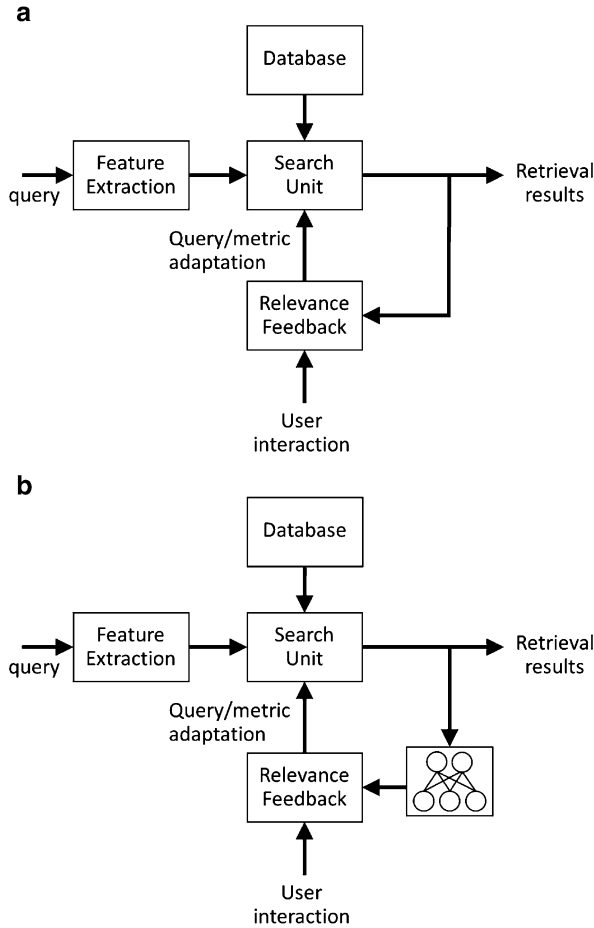 a
Database
Feature
Extraction
Search
Unit
query
Retrieval
results
Query/metric
adaptation
Relevance
Feedback
User
interaction
b
Database
Feature
Extraction
Search
Unit
query
Retrieval
results
Query/metric
adaptation
Relevance
Feedback
User
interaction